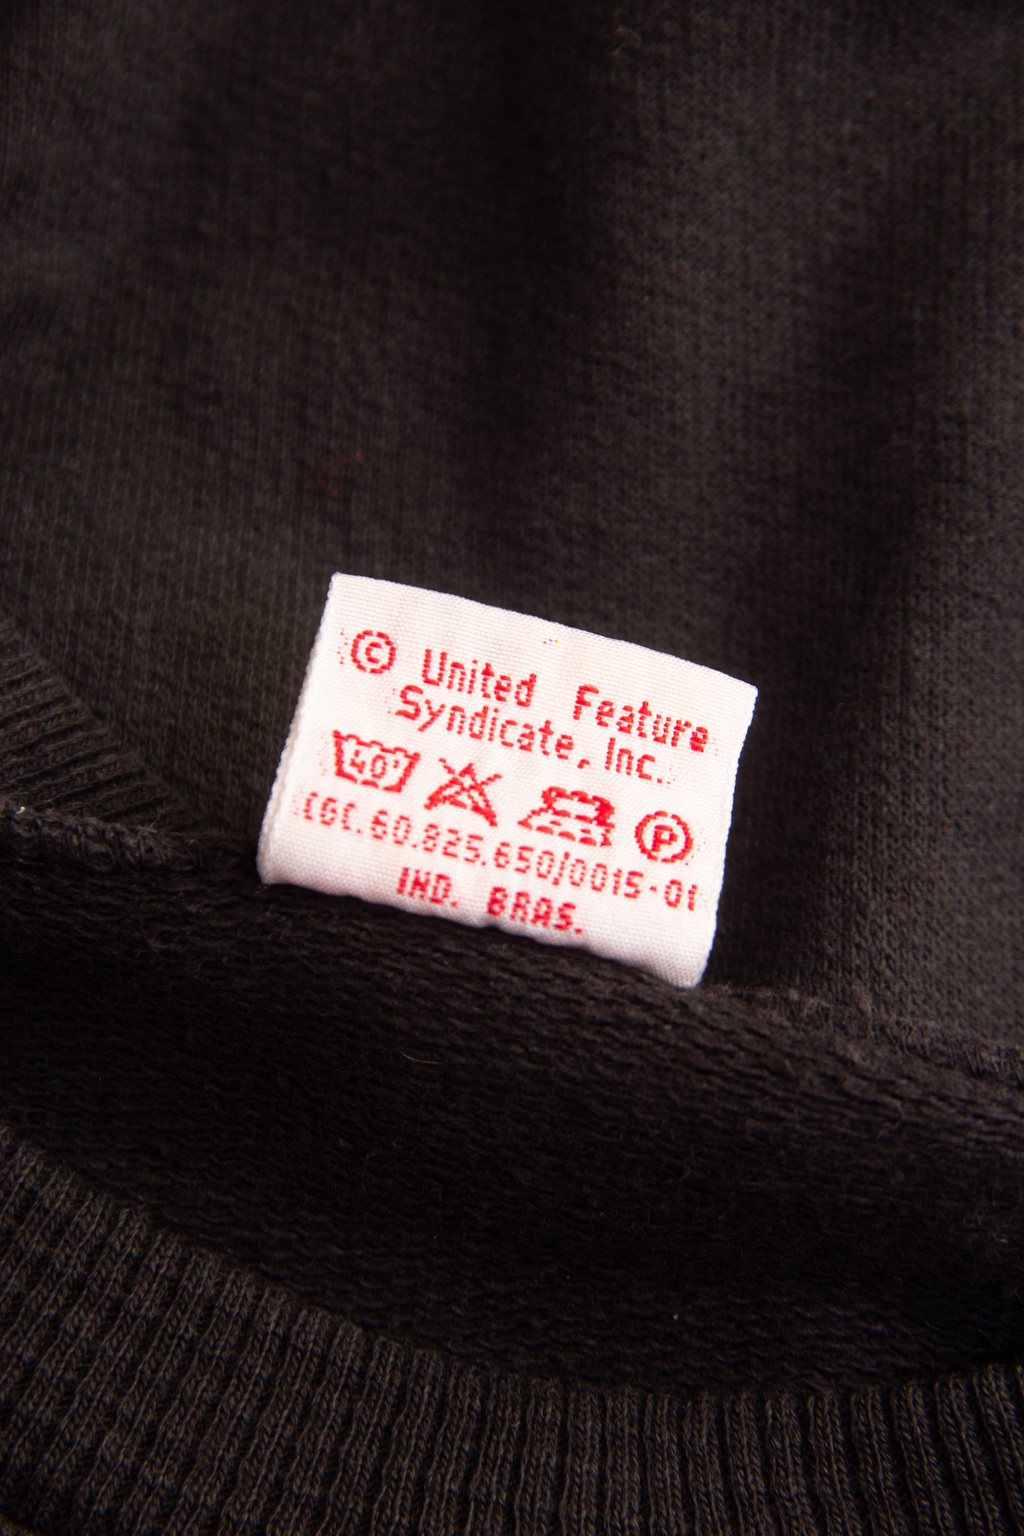 © United Feature
Syndicate, Inc.
40° P
CGC.60.825.650/0015-01
IND. BRAS.